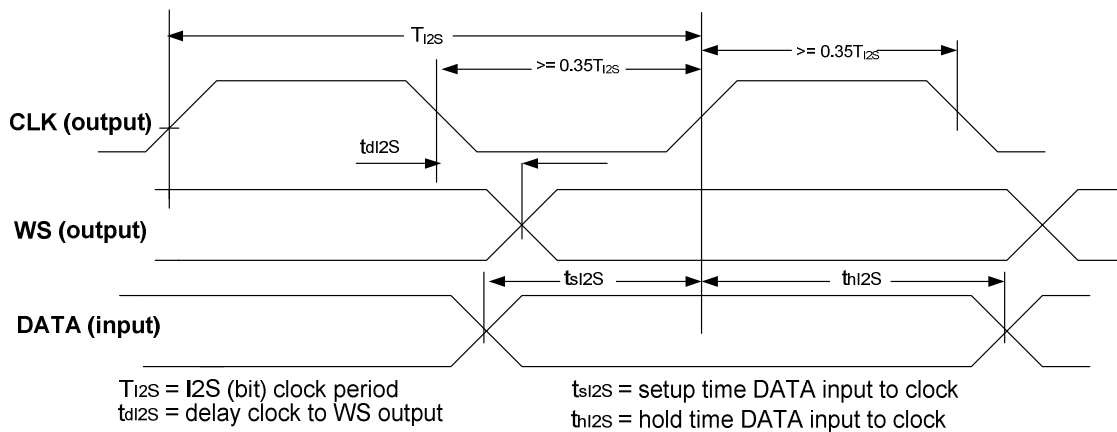 TI2S
>= 0.35TI2S
>= 0.35TI2S
CLK (output)
tdI2S
WS (output)
tsI2S
thI2S
DATA (input)
TI2S = I2S (bit) clock period
tdI2S = delay clock to WS output
tsI2S = setup time DATA input to clock
thI2S = hold time DATA input to clock